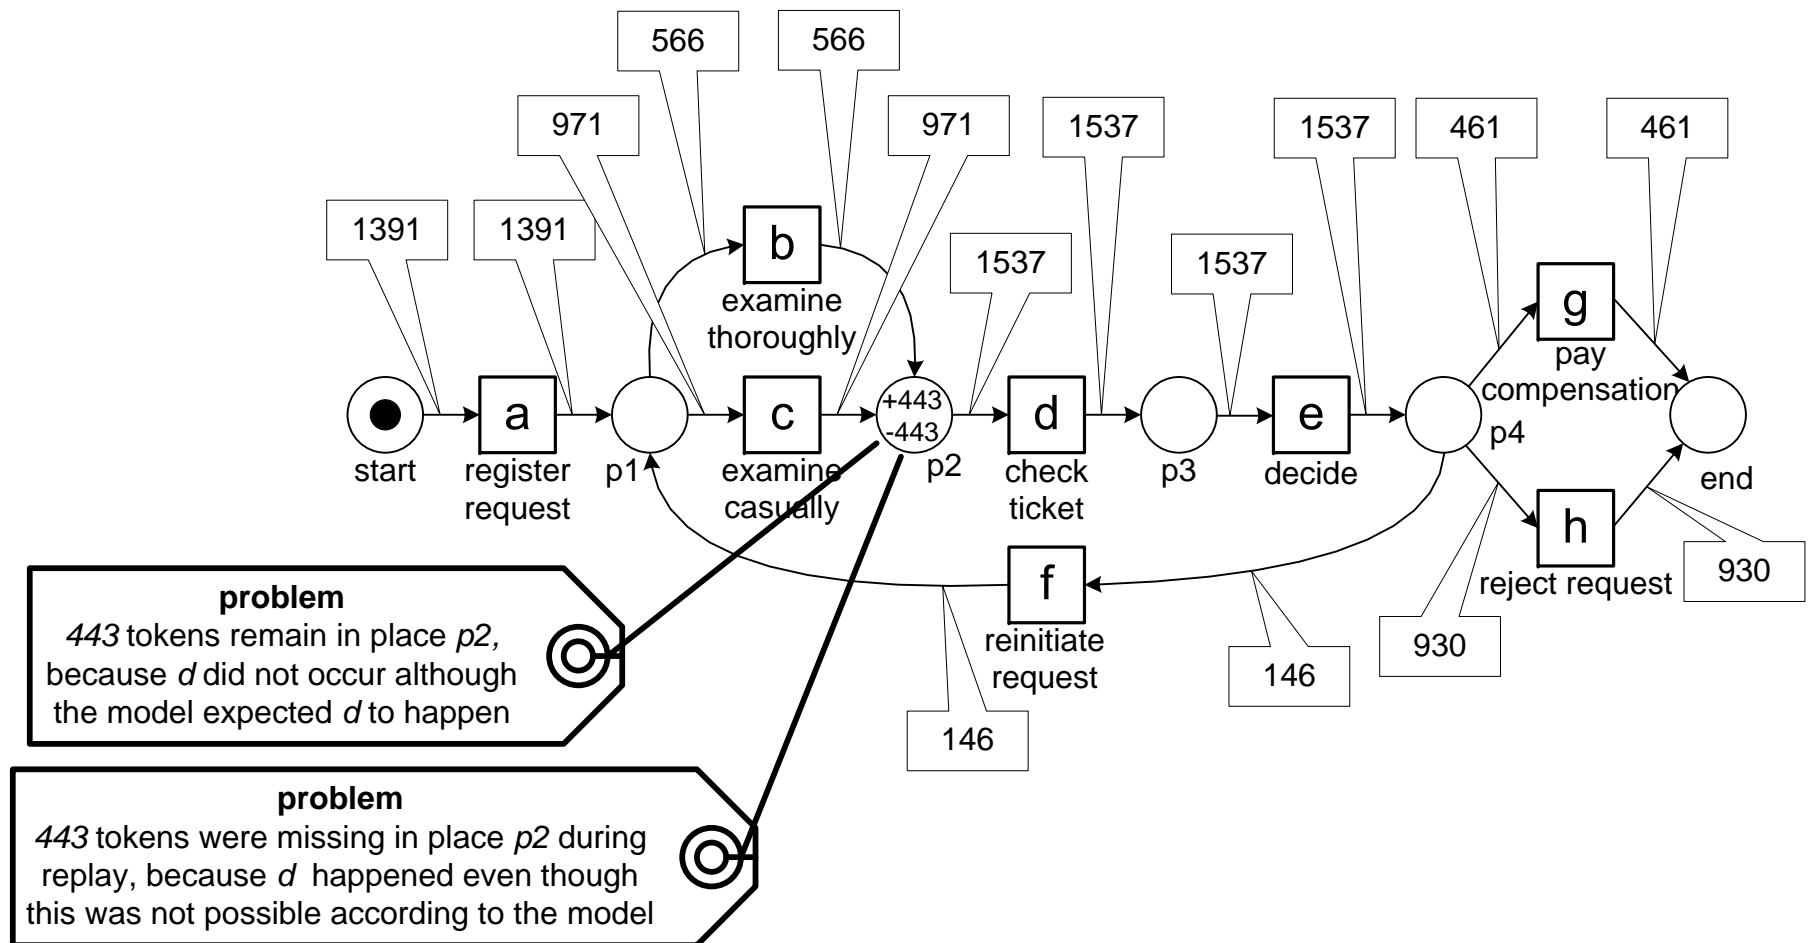 566
566
971
971
1537
1537
461
461
1391
1391
b
1537
1537
examine
thoroughly
g
pay
compensation
a
c
+443
-443
d
e
start
register
request
p1
examine
casually
p2
check
ticket
p3
decide
p4
end
h
reject request
930
930
f
reinitiate
request
146
146
problem
443 tokens remain in place p2,
because d did not occur although
the model expected d to happen
problem
443 tokens were missing in place p2 during
replay, because d happened even though
this was not possible according to the model